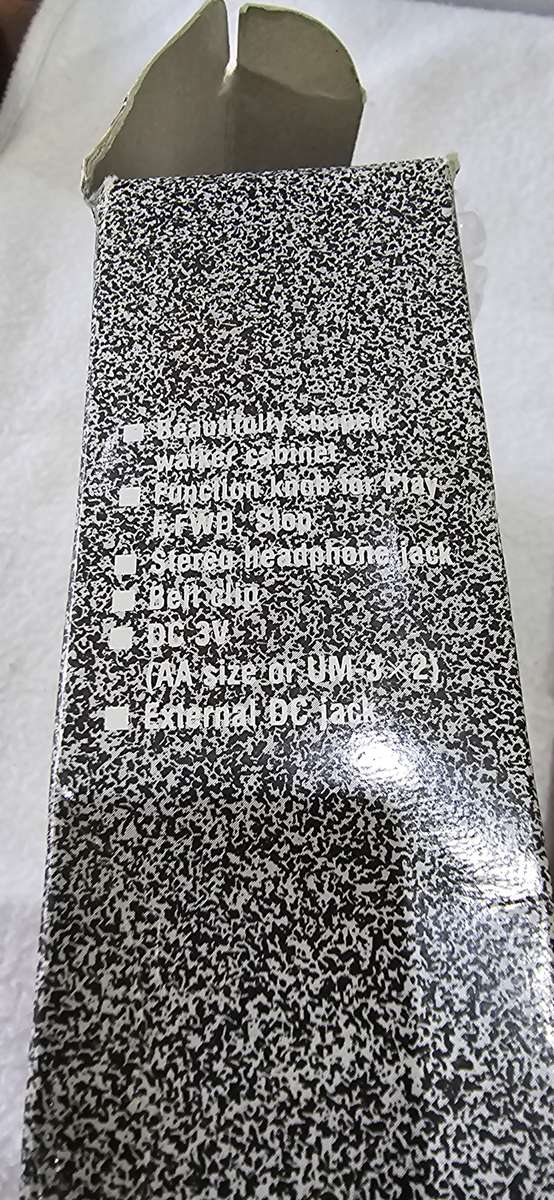 ■ Beautifully shaped
walker cabinet
■ Function knob for Play
F.FWD. Stop
■ Stereo headphone jack
■ Belt clip
■ DC 3V
(AA size or UM-3×2)
■ External DC jack